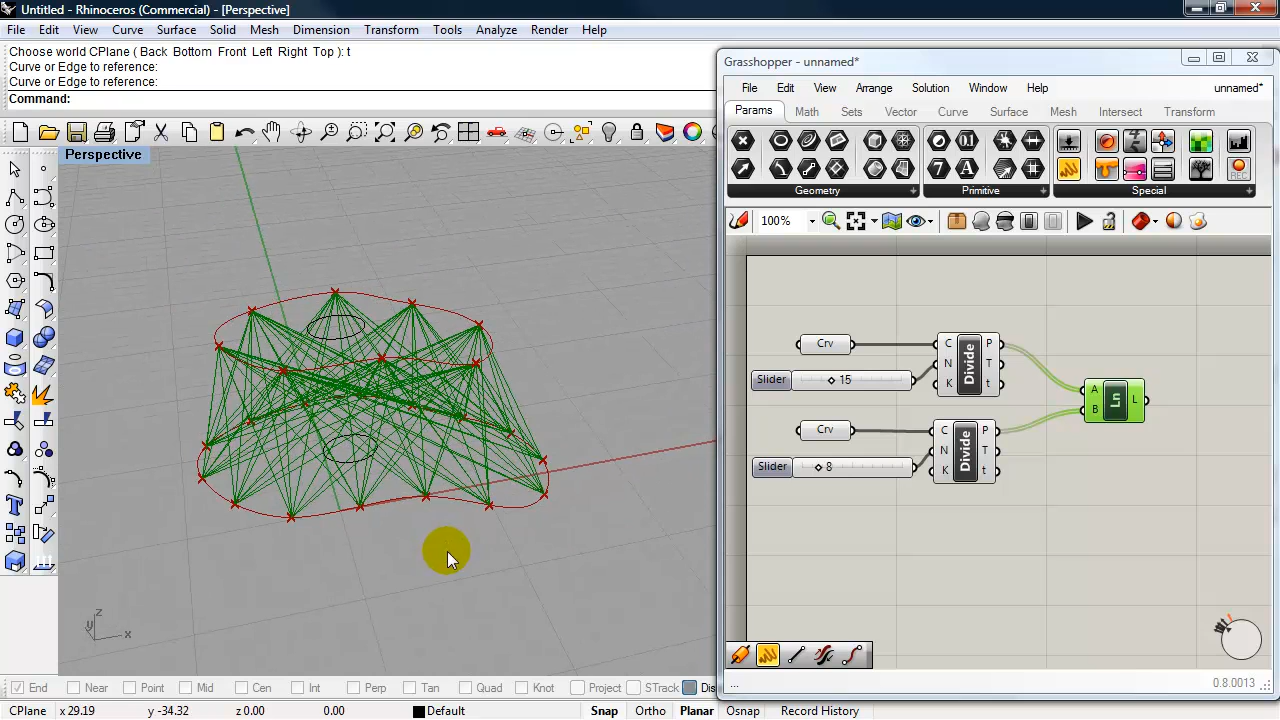 Untitled - Rhinoceros (Commercial) - [Perspective]
File Edit View Curve Surface Solid Mesh Dimension Transform Tools Analyze Render Help
Choose world CPlane ( Back Bottom Front Left Right Top ): t
Curve or Edge to reference:
Curve or Edge to reference:
Command:
Perspective
z
y
x
Grasshopper - unnamed*
File Edit View Arrange Solution Window Help unnamed*
Params Math Sets Vector Curve Surface Mesh Intersect Transform
Geometry Primitive Special
100%
Crv
C P
N Divide T
K t
Slider 15
Crv
C P
N Divide T
K t
Slider 8
A Ln L
B
...
0.8.0013
End Near Point Mid Cen Int Perp Tan Quad Knot Project STrack Dis
CPlane x 29.19 y -34.32 z 0.00 0.00 Default Snap Ortho Planar Osnap Record History